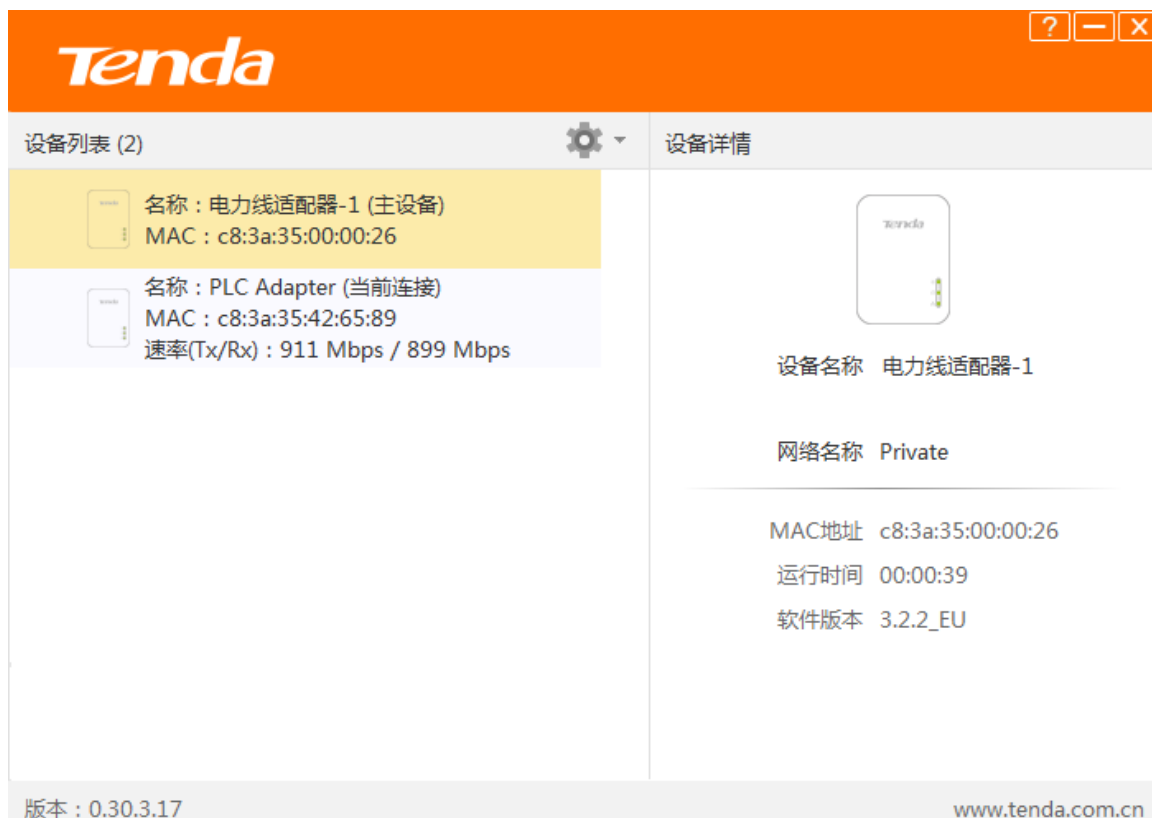 Tenda
设备列表 (2)
设备详情
名称：电力线适配器-1 (主设备)
MAC：c8:3a:35:00:00:26
名称：PLC Adapter (当前连接)
MAC：c8:3a:35:42:65:89
速率(Tx/Rx)：911 Mbps / 899 Mbps
Tenda
设备名称 电力线适配器-1
网络名称 Private
MAC地址 c8:3a:35:00:00:26
运行时间 00:00:39
软件版本 3.2.2_EU
版本：0.30.3.17
www.tenda.com.cn